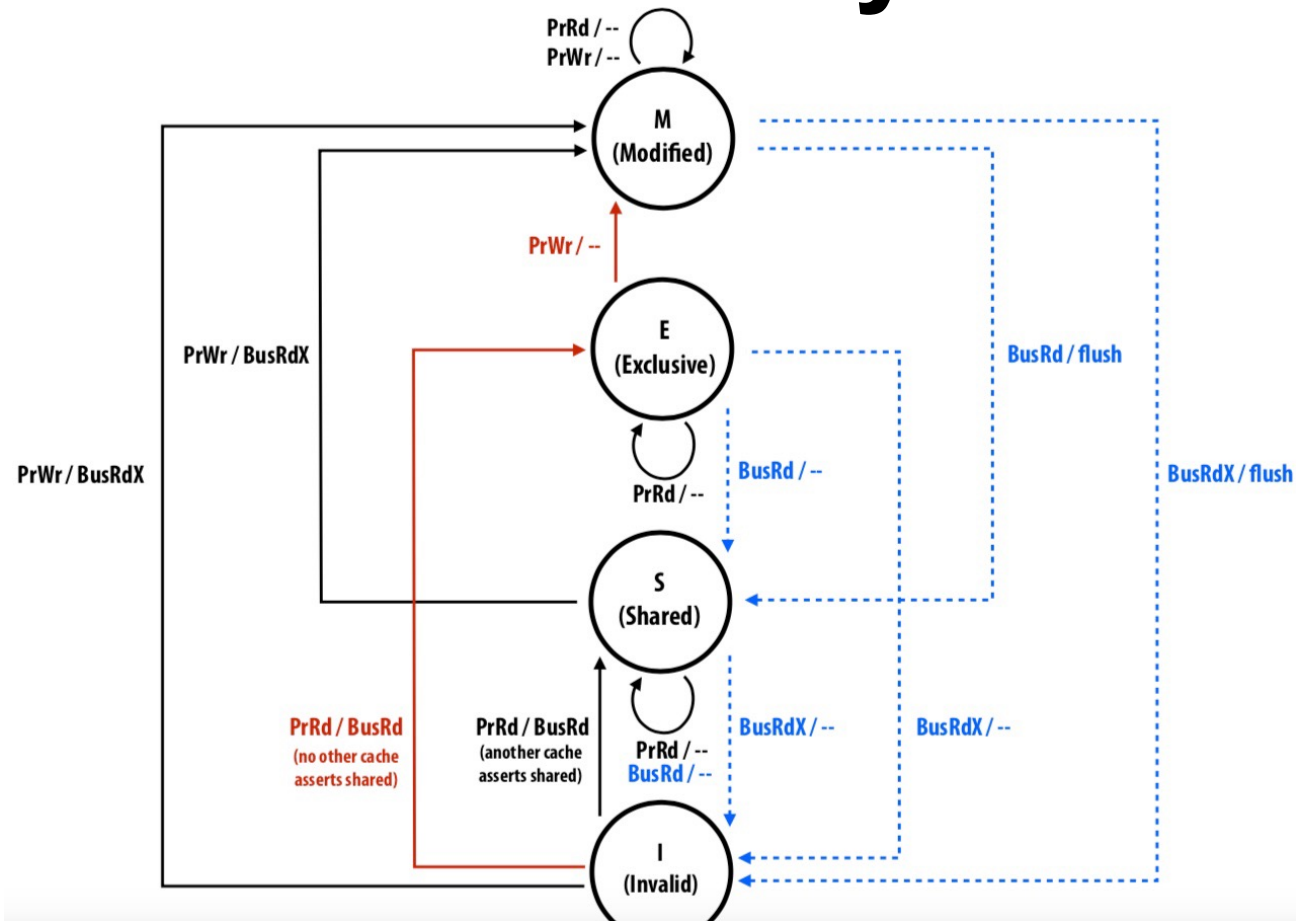 PrRd / --
PrWr / --
M
(Modified)
PrWr / --
E
(Exclusive)
PrWr / BusRdX
BusRd / flush
PrWr / BusRdX
BusRd / --
BusRdX / flush
PrRd / --
S
(Shared)
PrRd / BusRd
(no other cache
asserts shared)
PrRd / BusRd
(another cache
asserts shared)
PrRd / --
BusRd / --
BusRdX / --
BusRdX / --
I
(Invalid)